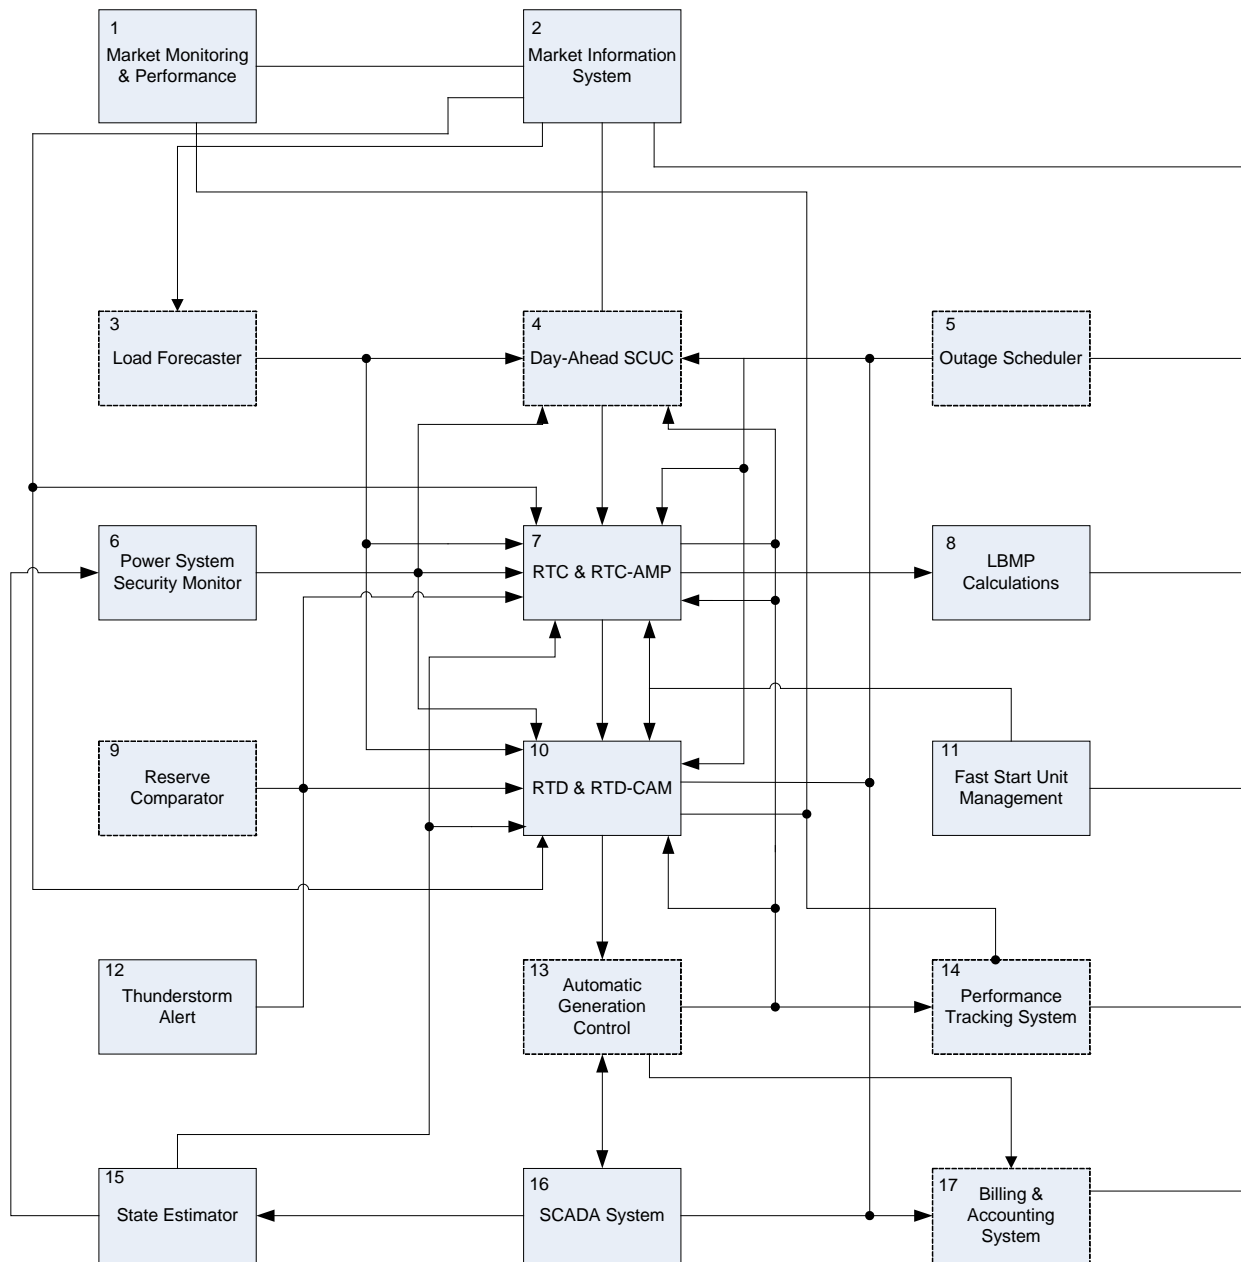 1
Market Monitoring
& Performance
2
Market Information
System
3
Load Forecaster
4
Day-Ahead SCUC
5
Outage Scheduler
6
Power System
Security Monitor
7
RTC & RTC-AMP
8
LBMP
Calculations
9
Reserve
Comparator
10
RTD & RTD-CAM
11
Fast Start Unit
Management
12
Thunderstorm
Alert
13
Automatic
Generation
Control
14
Performance
Tracking System
15
State Estimator
16
SCADA System
17
Billing &
Accounting
System